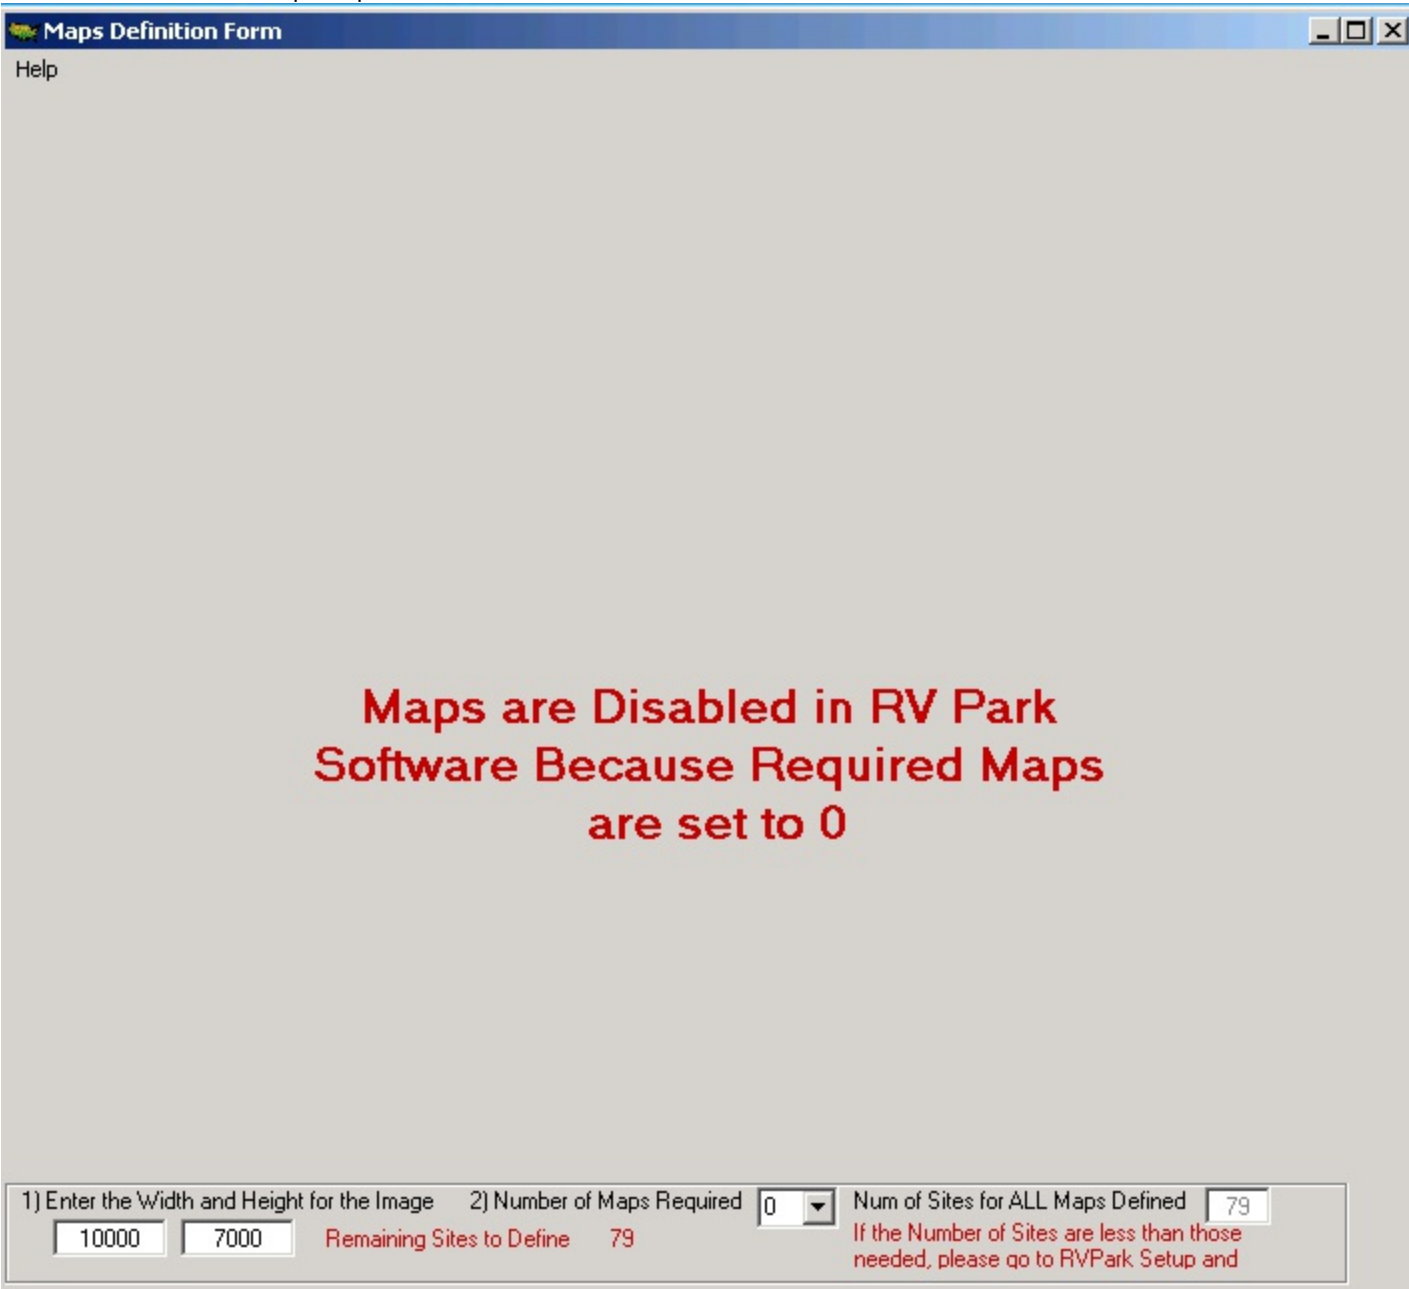 Maps Definition Form
Help
Maps are Disabled in RV Park
Software Because Required Maps
are set to 0
1) Enter the Width and Height for the Image 2) Number of Maps Required 0 Num of Sites for ALL Maps Defined 79
10000 7000 Remaining Sites to Define 79
If the Number of Sites are less than those
needed, please go to RVPark Setup and